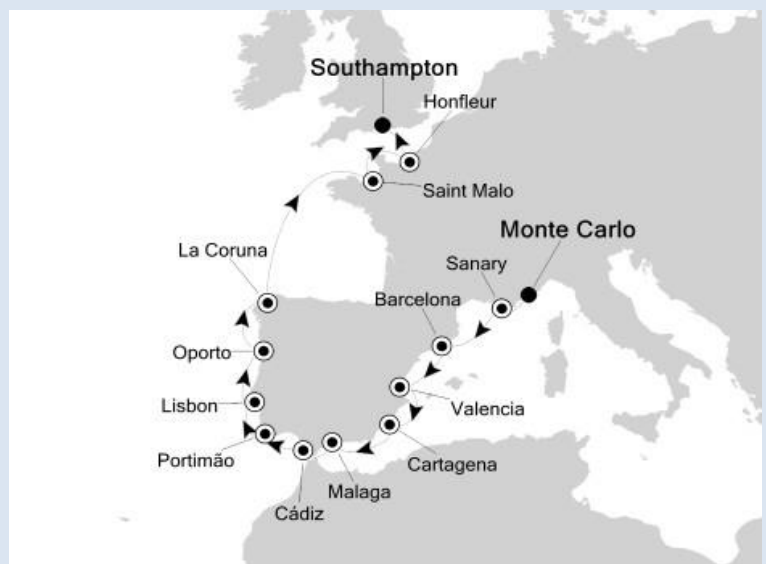 Southampton
Honfleur
Saint Malo
Monte Carlo
La Coruna
Sanary
Barcelona
Oporto
Lisbon
Valencia
Portimão
Cartagena
Malaga
Cádiz